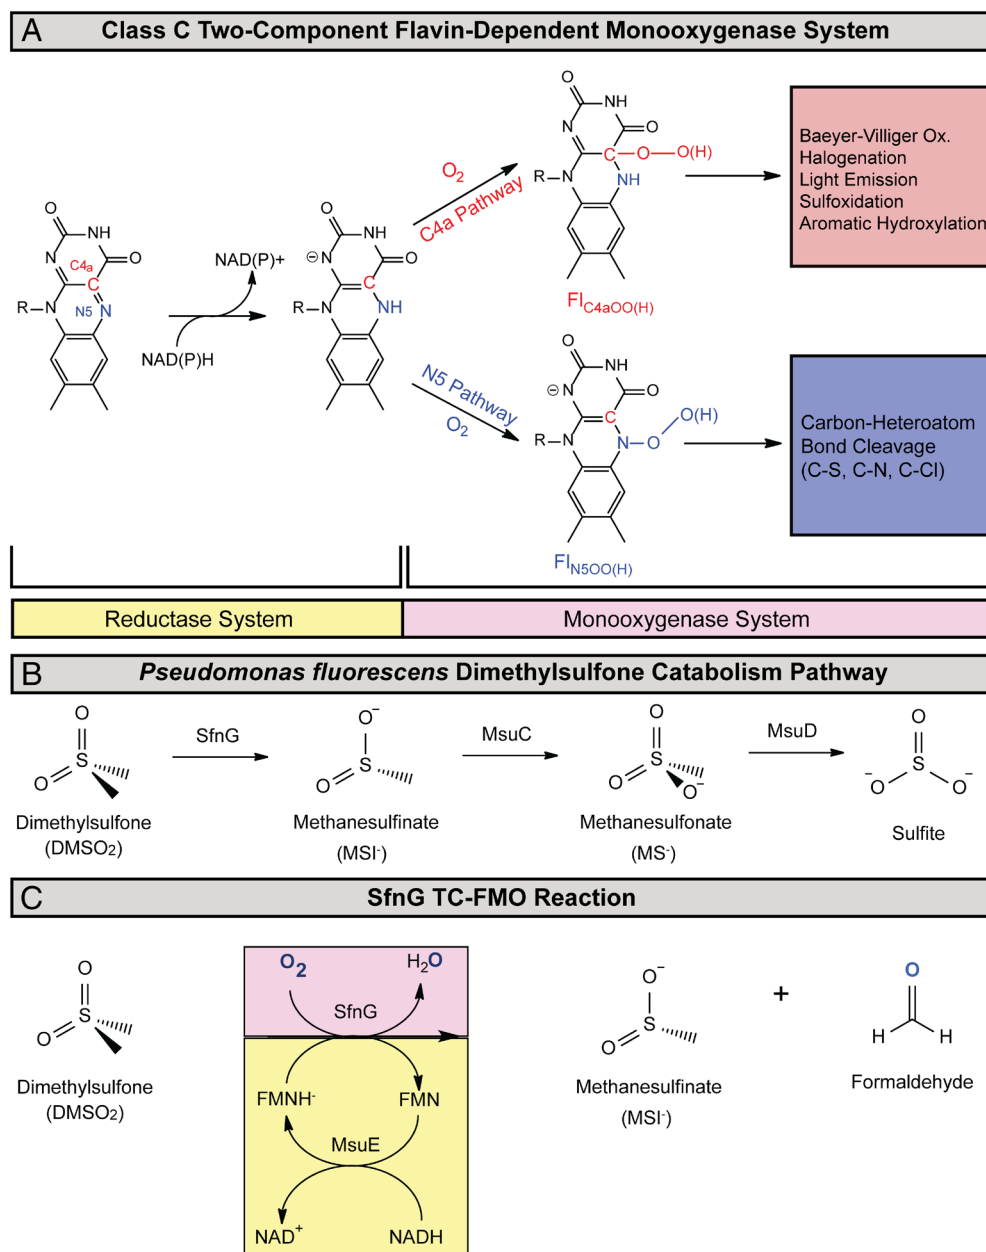 A
Class C Two-Component Flavin-Dependent Monooxygenase System
O
N
NH
O
C4a
C
R
N
N5
N
NAD(P)+
NAD(P)H
O
⊖
N
NH
O
C
R
N
NH
O2
C4a Pathway
N5 Pathway
O2
O
NH
N
O
C
O
O(H)
R
N
NH
FlC4aOO(H)
Baeyer-Villiger Ox.
Halogenation
Light Emission
Sulfoxidation
Aromatic Hydroxylation
O
NH
⊖
N
O
C
O(H)
R
N
N
O
FlN5OO(H)
Carbon-Heteroatom
Bond Cleavage
(C-S, C-N, C-Cl)
Reductase System
Monooxygenase System
B
Pseudomonas fluorescens Dimethylsulfone Catabolism Pathway
O
S
O
Dimethylsulfone
(DMSO2)
SfnG
O−
S
O
Methanesulfinate
(MSI-)
MsuC
O
S
O
O−
Methanesulfonate
(MS-)
MsuD
O
S
−O
O−
Sulfite
C
SfnG TC-FMO Reaction
O
S
O
Dimethylsulfone
(DMSO2)
O2
H2O
SfnG
FMNH-
FMN
MsuE
NAD+
NADH
O−
S
O
Methanesulfinate
(MSI-)
+
O
H
H
Formaldehyde